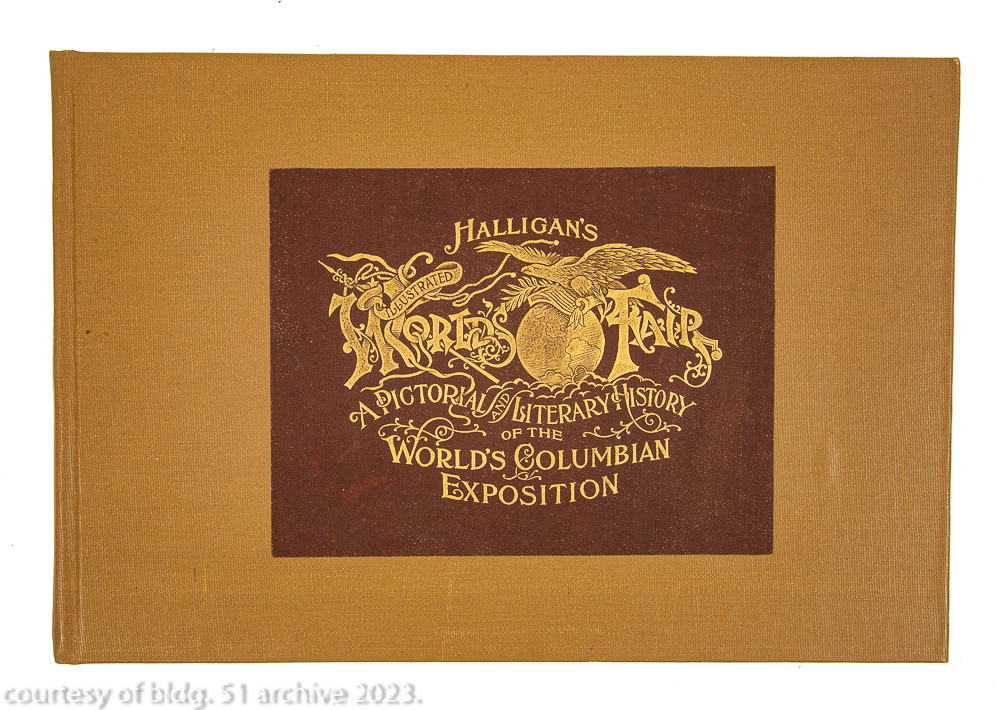 HALLIGAN'S
ILLUSTRATED
WORLD'S FAIR
A PICTORIAL AND LITERARY HISTORY
OF THE
WORLD'S COLUMBIAN
EXPOSITION
courtesy of bldg. 51 archive 2023.